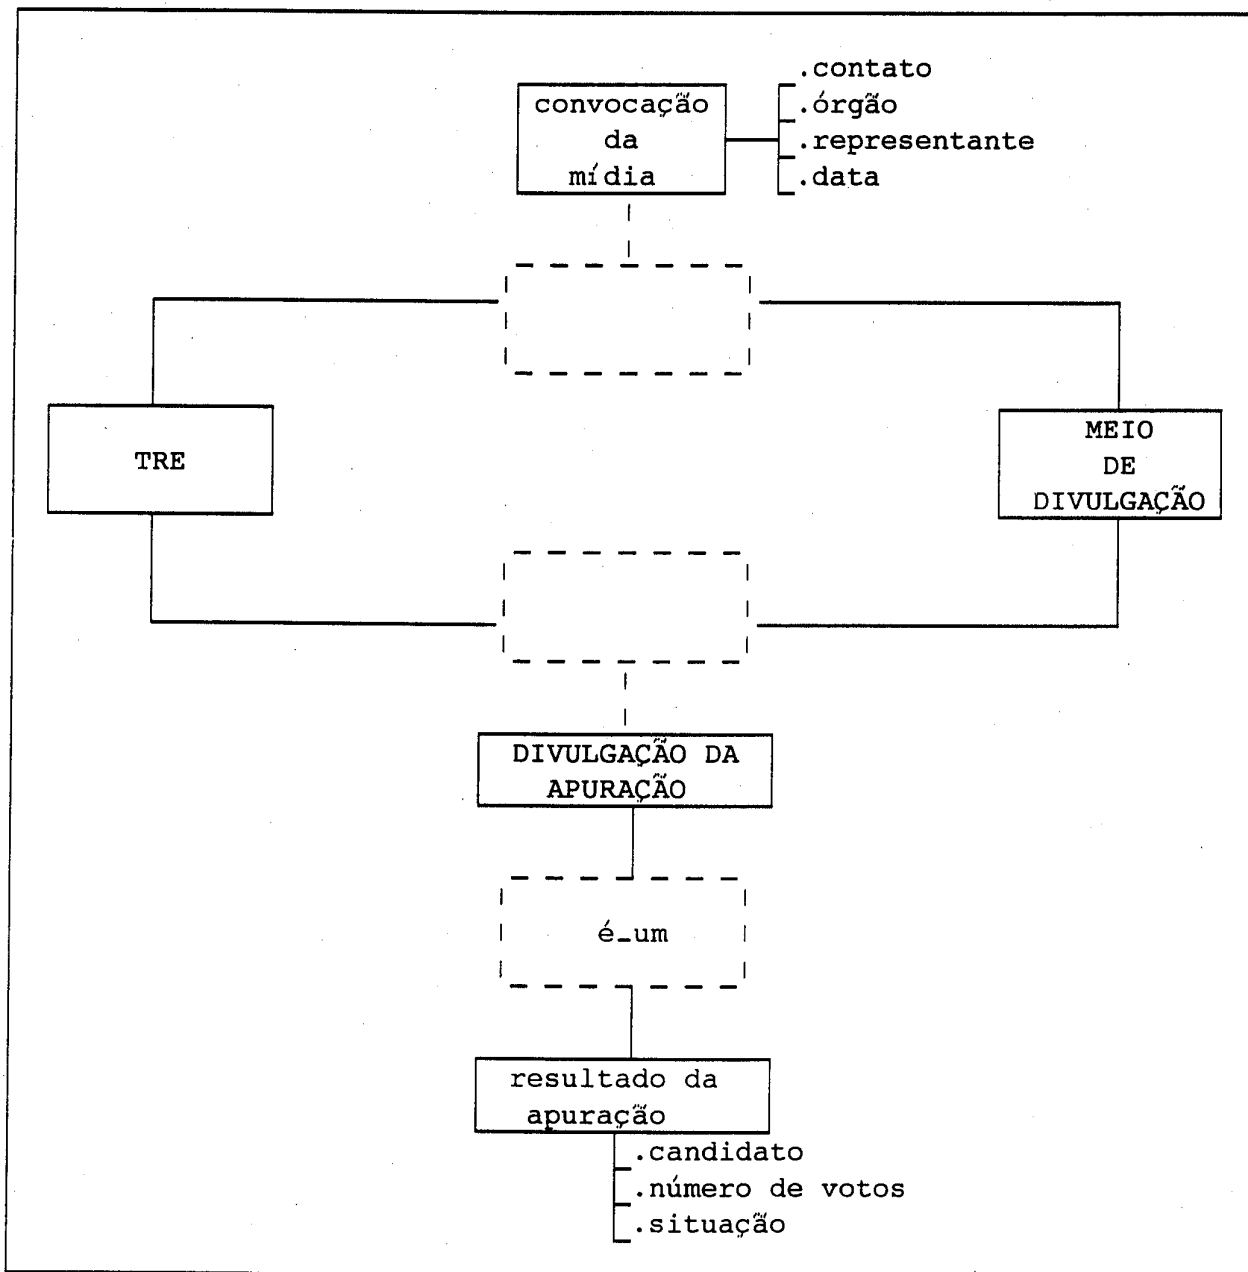 convocação
da
mídia
.contato
.órgão
.representante
.data
TRE
MEIO
DE
DIVULGAÇÃO
DIVULGAÇÃO DA
APURAÇÃO
é_um
resultado da
apuração
.candidato
.número de votos
.situação